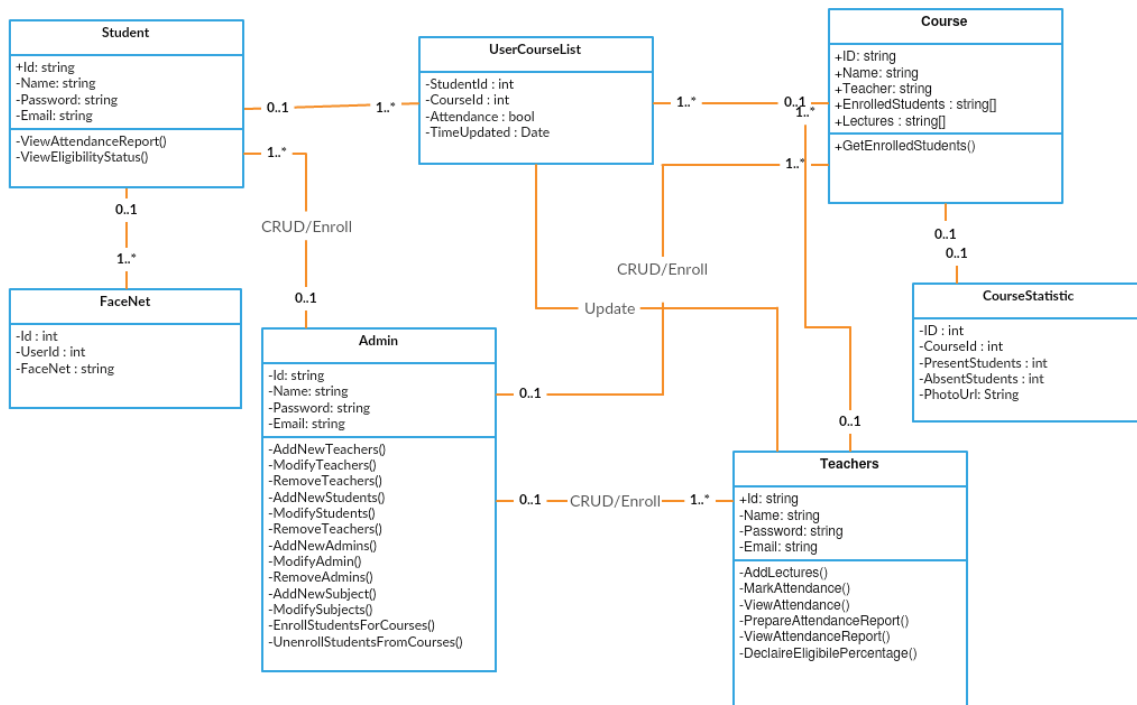 Student
+Id: string
-Name: string
-Password: string
-Email: string
-ViewAttendanceReport()
-ViewEligibilityStatus()
UserCourseList
-StudentId : int
-CourseId : int
-Attendance : bool
-TimeUpdated : Date
Course
+ID: string
+Name: string
+Teacher: string
+EnrolledStudents : string[]
+Lectures : string[]
+GetEnrolledStudents()
0..1
1..*
1..*
0..1
1..*
1..*
1..*
0..1
CRUD/Enroll
1..*
0..1
CRUD/Enroll
0..1
0..1
Update
0..1
FaceNet
-Id : int
-UserId : int
-FaceNet : string
Admin
-Id: string
-Name: string
-Password: string
-Email: string
-AddNewTeachers()
-ModifyTeachers()
-RemoveTeachers()
-AddNewStudents()
-ModifyStudents()
-RemoveTeachers()
-AddNewAdmins()
-ModifyAdmin()
-RemoveAdmins()
-AddNewSubject()
-ModifySubjects()
-EnrollStudentsForCourses()
-UnenrollStudentsFromCourses()
CourseStatistic
-ID : int
-CourseId : int
-PresentStudents : int
-AbsentStudents : int
-PhotoUrl: String
0..1
0..1
CRUD/Enroll
1..*
Teachers
+Id: string
-Name: string
-Password: string
-Email: string
-AddLectures()
-MarkAttendance()
-ViewAttendance()
-PrepareAttendanceReport()
-ViewAttendanceReport()
-DeclaireEligibilePercentage()